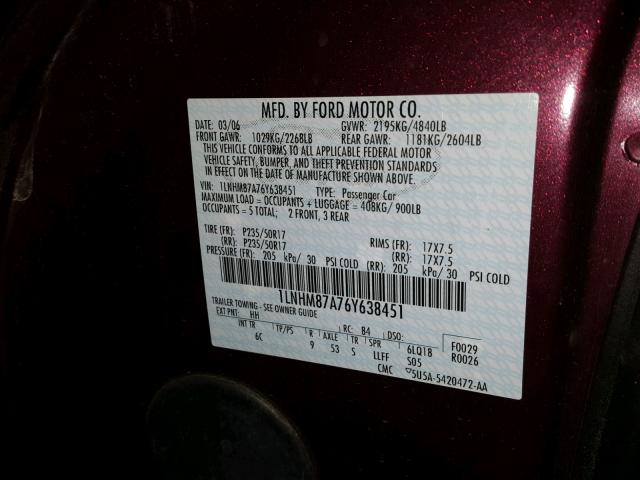 MFD. BY FORD MOTOR CO.
DATE: 03/06 GVWR: 2195KG/4840LB
FRONT GAWR: 1029KG/2268LB REAR GAWR: 1181KG/2604LB
THIS VEHICLE CONFORMS TO ALL APPLICABLE FEDERAL MOTOR
VEHICLE SAFETY, BUMPER, AND THEFT PREVENTION STANDARDS
IN EFFECT ON THE DATE OF MANUFACTURE SHOWN ABOVE.
VIN: 1LNHM87A76Y638451 TYPE: Passenger Car
MAXIMUM LOAD = OCCUPANTS + LUGGAGE = 408KG/ 900LB
OCCUPANTS = 5 TOTAL; 2 FRONT, 3 REAR
TIRE (FR): P235/50R17 RIMS (FR): 17X7.5
(RR): P235/50R17 (RR): 17X7.5
PRESSURE (FR): 205 kPa/ 30 PSI COLD (RR): 205 kPa/ 30 PSI COLD
1LNHM87A76Y638451
TRAILER TOWING - SEE OWNER GUIDE
EXT PNT: HH RC: B4 DSO: F0029
INT TR TP/PS R AXLE TR SPR 6LQ18 R0026
6C 9 53 S LLFF S05
CMC 5U5A-5420472-AA